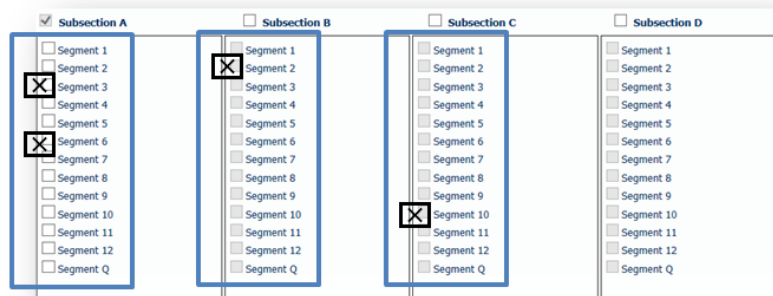 Subsection A Subsection B Subsection C Subsection D
Segment 1 Segment 1 Segment 1 Segment 1
Segment 2 Segment 2 Segment 2 Segment 2
Segment 3 Segment 3 Segment 3 Segment 3
Segment 4 Segment 4 Segment 4 Segment 4
Segment 5 Segment 5 Segment 5 Segment 5
Segment 6 Segment 6 Segment 6 Segment 6
Segment 7 Segment 7 Segment 7 Segment 7
Segment 8 Segment 8 Segment 8 Segment 8
Segment 9 Segment 9 Segment 9 Segment 9
Segment 10 Segment 10 Segment 10 Segment 10
Segment 11 Segment 11 Segment 11 Segment 11
Segment 12 Segment 12 Segment 12 Segment 12
Segment Q Segment Q Segment Q Segment Q